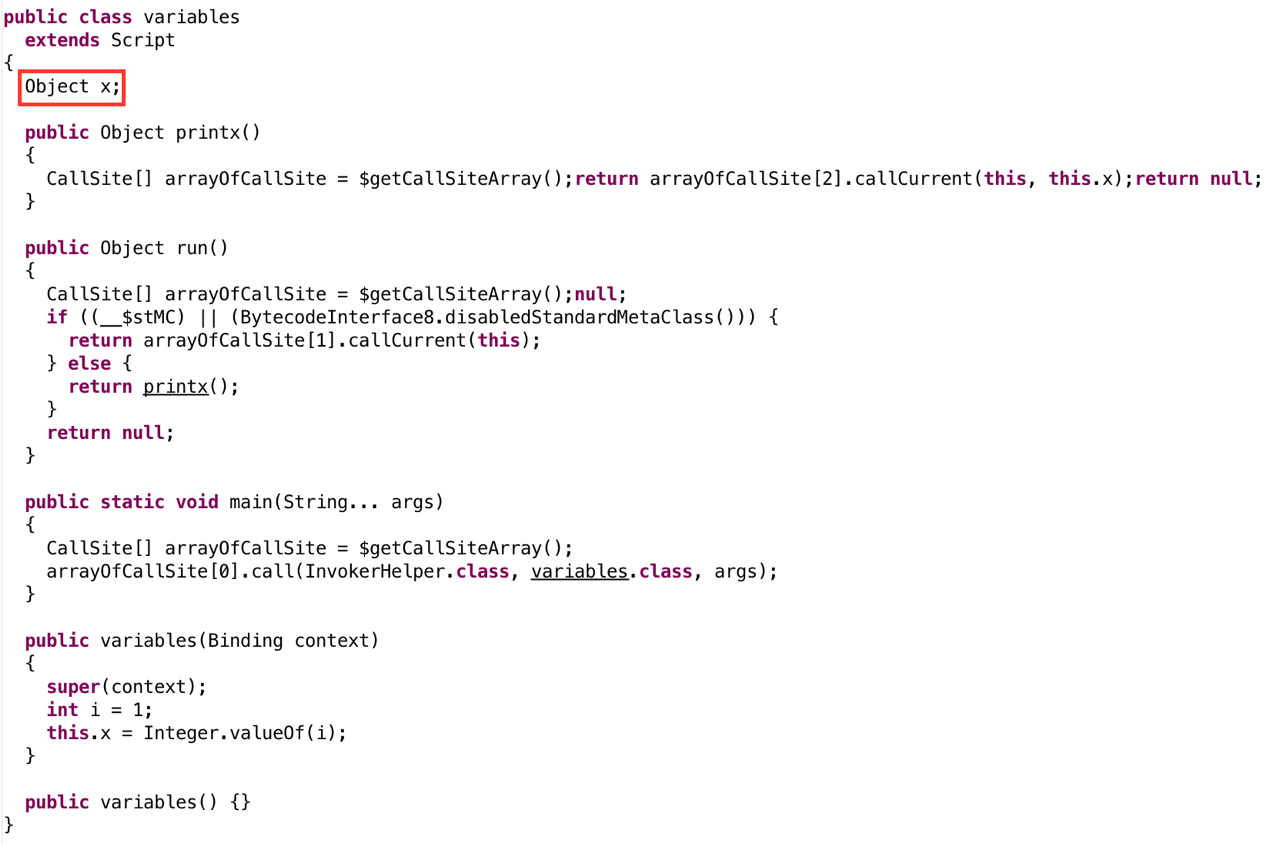 public class variables
  extends Script
{
  Object x;

  public Object printx()
  {
    CallSite[] arrayOfCallSite = $getCallSiteArray();return arrayOfCallSite[2].callCurrent(this, this.x);return null;
  }

  public Object run()
  {
    CallSite[] arrayOfCallSite = $getCallSiteArray();null;
    if ((__$stMC) || (BytecodeInterface8.disabledStandardMetaClass())) {
      return arrayOfCallSite[1].callCurrent(this);
    } else {
      return printx();
    }
    return null;
  }

  public static void main(String... args)
  {
    CallSite[] arrayOfCallSite = $getCallSiteArray();
    arrayOfCallSite[0].call(InvokerHelper.class, variables.class, args);
  }

  public variables(Binding context)
  {
    super(context);
    int i = 1;
    this.x = Integer.valueOf(i);
  }

  public variables() {}
}